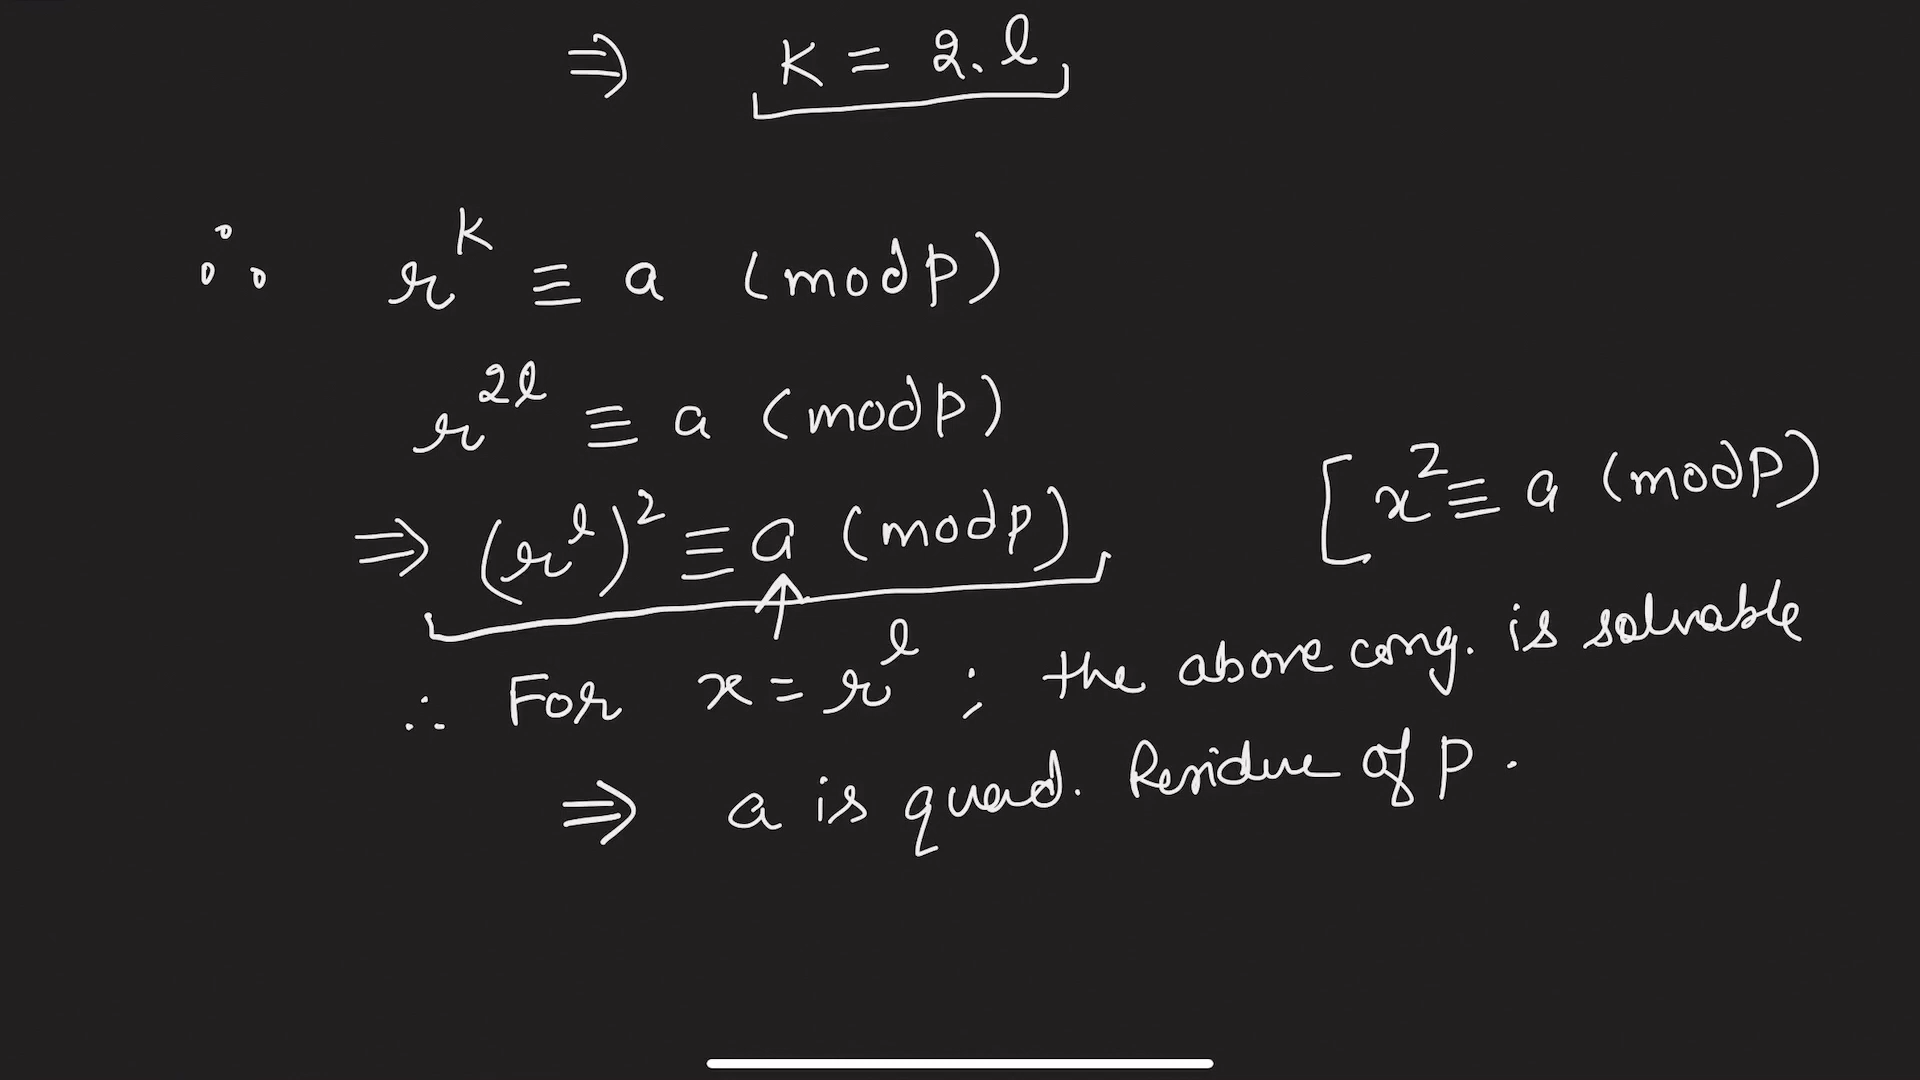 ⇒ K = 2.l
∴ r^K ≡ a (mod p)
r^2l ≡ a (mod p)
⇒ (r^l)^2 ≡ a (mod p) [x^2 ≡ a (mod p)
∴ For x = r^l ; the above cong. is solvable
⇒ a is quad. Residue of p.